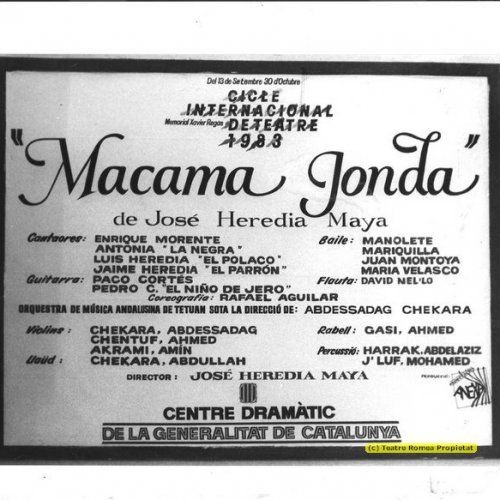 Del 13 de Setembre 30 d'Octubre
CICLE
INTERNACIONAL
Memorial Xavier Regas DE TEATRE
1983
"Macama Jonda"
de José Heredia Maya
Cantaores: ENRIQUE MORENTE
ANTONIA "LA NEGRA"
LUIS HEREDIA "EL POLACO"
JAIME HEREDIA "EL PARRÓN"
Guitarra: PACO CORTÉS
PEDRO C. "EL NIÑO DE JERO"
Baile: MANOLETE
MARIQUILLA
JUAN MONTOYA
MARIA VELASCO
Flauta: DAVID NEL·LO
Coreografía: RAFAEL AGUILAR
ORQUESTRA DE MÚSICA ANDALUSINA DE TETUAN SOTA LA DIRECCIÓ DE: ABDESSADAG CHEKARA
Violins: CHEKARA, ABDESSADAG
CHENTUF, AHMED
AKRAMI, AMÍN
Uaüd: CHEKARA, ABDULLAH
Rabell: GASI, AHMED
Percussió: HARRAK, ABDELAZIZ
J'LUF, MOHAMED
DIRECTOR: JOSÉ HEREDIA MAYA
CENTRE DRAMÀTIC
DE LA GENERALITAT DE CATALUNYA
(c) Teatre Romea Propietat